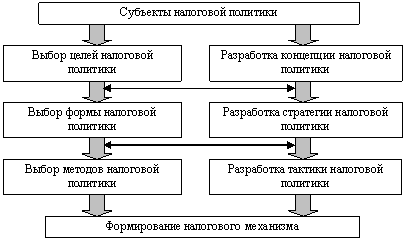 Субъекты налоговой политики
Выбор целей налоговой
политики
Разработка концепции налоговой
политики
Выбор формы налоговой
политики
Разработка стратегии налоговой
политики
Выбор методов налоговой
политики
Разработка тактики налоговой
политики
Формирование налогового механизма